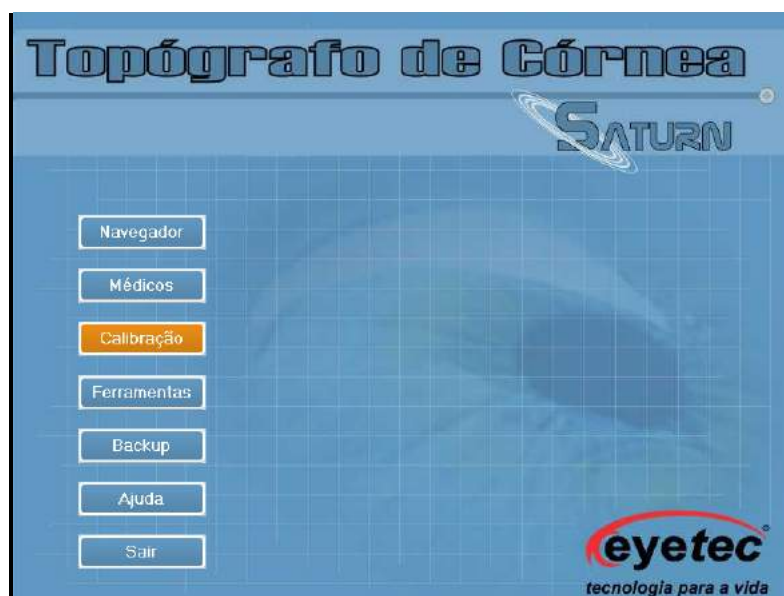 Topógrafo de Córnea
SATURN
Navegador
Médicos
Calibração
Ferramentas
Backup
Ajuda
Sair
eyetec
tecnologia para a vida